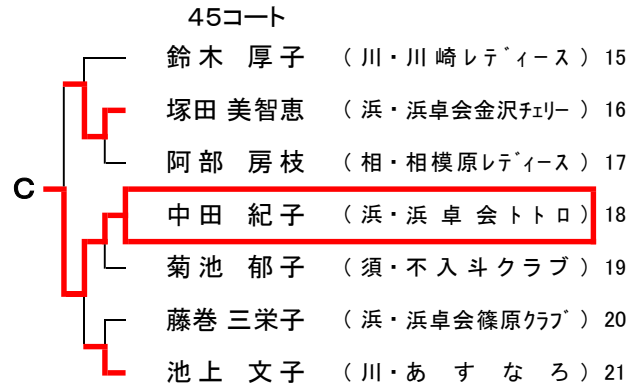 45コート
鈴木 厚子 (川・川崎レディース) 15
塚田 美智恵 (浜・浜卓会金沢チェリー) 16
阿部 房枝 (相・相模原レディース) 17
C
中田 紀子 (浜・浜卓会トトロ) 18
菊池 郁子 (須・不入斗クラブ) 19
藤巻 三栄子 (浜・浜卓会篠原クラブ) 20
池上 文子 (川・あすなろ) 21